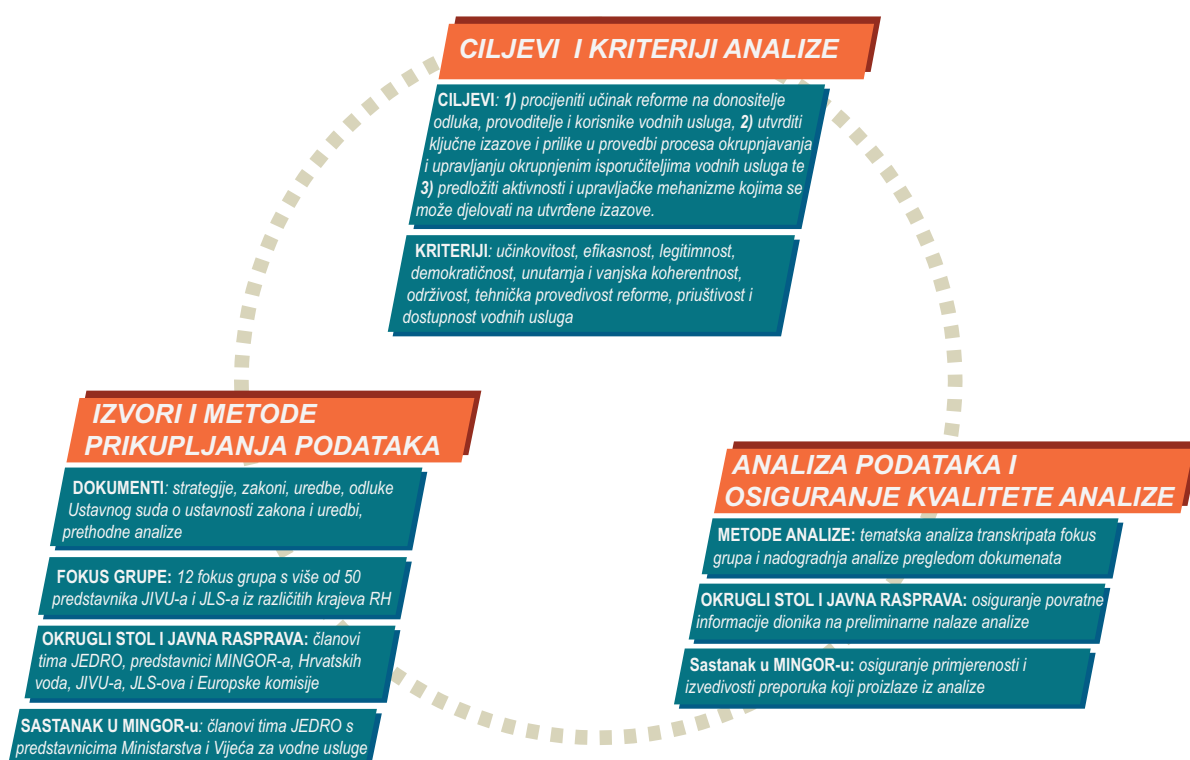 CILJEVI I KRITERIJI ANALIZE
CILJEVI: 1) procijeniti učinak reforme na donositelje
odluka, provoditelje i korisnike vodnih usluga, 2) utvrditi
ključne izazove i prilike u provedbi procesa okrupnjavanja
i upravljanju okrupnjenim isporučiteljima vodnih usluga te
3) predložiti aktivnosti i upravljačke mehanizme kojima se
može djelovati na utvrđene izazove.
KRITERIJI: učinkovitost, efikasnost, legitimnost,
demokratičnost, unutarnja i vanjska koherentnost,
održivost, tehnička provedivost reforme, priuštivost i
dostupnost vodnih usluga
IZVORI I METODE
PRIKUPLJANJA PODATAKA
DOKUMENTI: strategije, zakoni, uredbe, odluke
Ustavnog suda o ustavnosti zakona i uredbi,
prethodne analize
FOKUS GRUPE: 12 fokus grupa s više od 50
predstavnika JIVU-a i JLS-a iz različitih krajeva RH
OKRUGLI STOL I JAVNA RASPRAVA: članovi
tima JEDRO, predstavnici MINGOR-a, Hrvatskih
voda, JIVU-a, JLS-ova i Europske komisije
SASTANAK U MINGOR-u: članovi tima JEDRO s
predstavnicima Ministarstva i Vijeća za vodne usluge
ANALIZA PODATAKA I
OSIGURANJE KVALITETE ANALIZE
METODE ANALIZE: tematska analiza transkripata fokus
grupa i nadogradnja analize pregledom dokumenata
OKRUGLI STOL I JAVNA RASPRAVA: osiguranje povratne
informacije dionika na preliminarne nalaze analize
Sastanak u MINGOR-u: osiguranje primjerenosti i
izvedivosti preporuka koji proizlaze iz analize